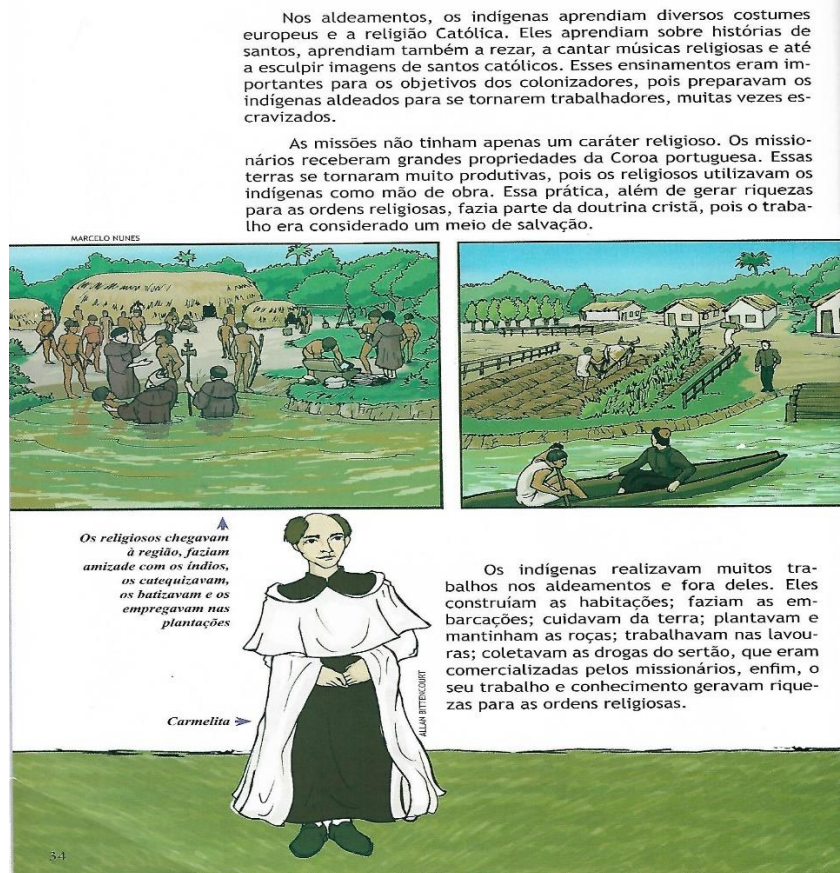 Nos aldeamentos, os indígenas aprendiam diversos costumes
europeus e a religião Católica. Eles aprendiam sobre histórias de
santos, aprendiam também a rezar, a cantar músicas religiosas e até
a esculpir imagens de santos católicos. Esses ensinamentos eram im-
portantes para os objetivos dos colonizadores, pois preparavam os
indígenas aldeados para se tornarem trabalhadores, muitas vezes es-
cravizados.
As missões não tinham apenas um caráter religioso. Os missio-
nários receberam grandes propriedades da Coroa portuguesa. Essas
terras se tornaram muito produtivas, pois os religiosos utilizavam os
indígenas como mão de obra. Essa prática, além de gerar riquezas
para as ordens religiosas, fazia parte da doutrina cristã, pois o traba-
lho era considerado um meio de salvação.
MARCELO NUNES
Os religiosos chegavam
à região, faziam
amizade com os índios,
os catequizavam,
os batizavam e os
empregavam nas
plantações
Carmelita
ALLAN BITTENCOURT
Os indígenas realizavam muitos tra-
balhos nos aldeamentos e fora deles. Eles
construíam as habitações; faziam as em-
barcações; cuidavam da terra; plantavam e
mantinham as roças; trabalhavam nas lavou-
ras; coletavam as drogas do sertão, que eram
comercializadas pelos missionários, enfim, o
seu trabalho e conhecimento geravam rique-
zas para as ordens religiosas.
34